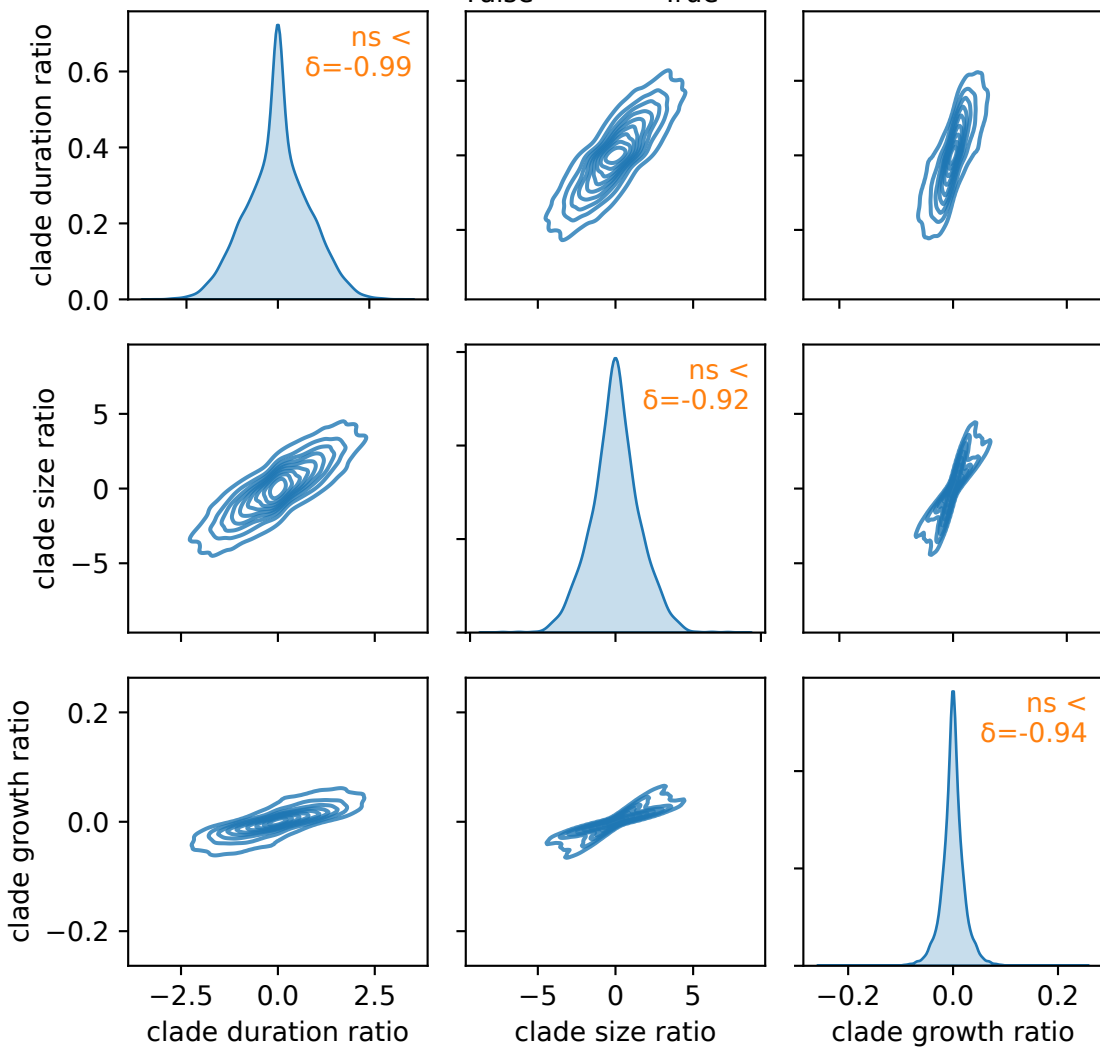 True
clade duration ratio
0.6
0.4
0.2
0.0
ns <
δ=-0.99
clade size ratio
5
0
−5
ns <
δ=-0.92
clade growth ratio
0.2
0.0
−0.2
ns <
δ=-0.94
−2.5 0.0 2.5
−5 0 5
−0.2 0.0 0.2
clade duration ratio
clade size ratio
clade growth ratio